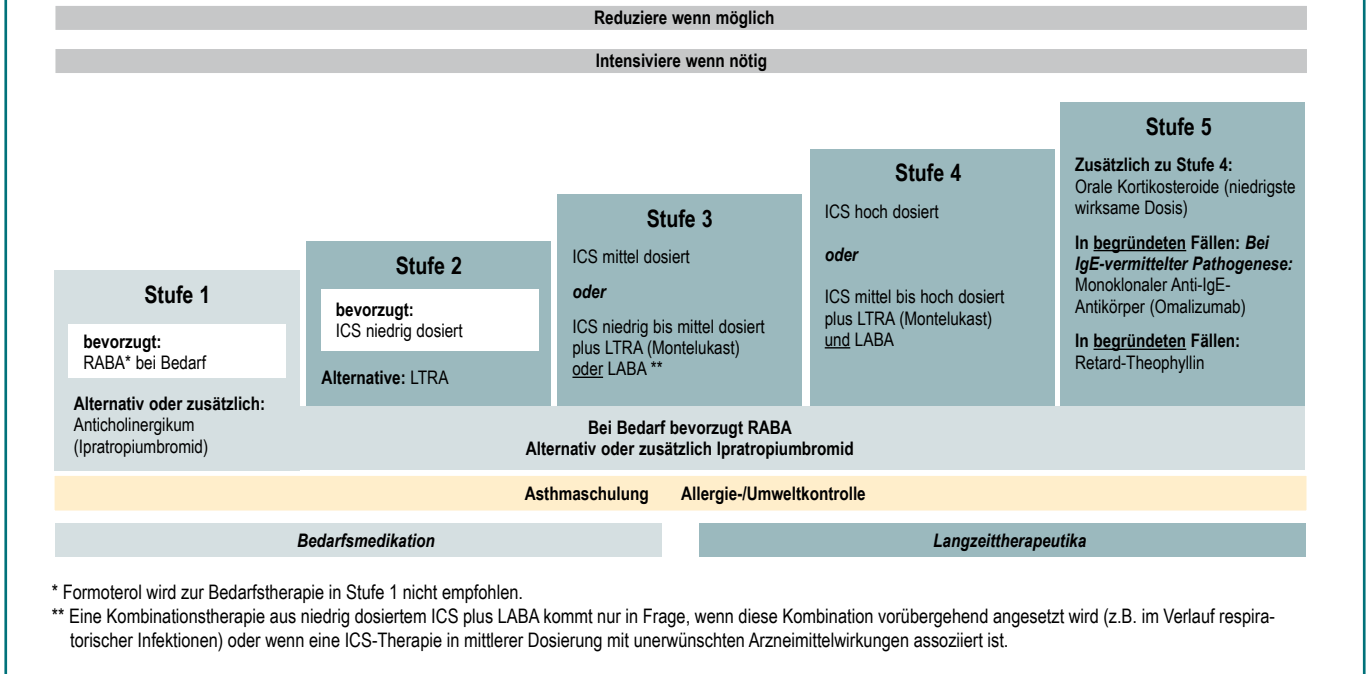 Reduziere wenn möglich
Intensiviere wenn nötig
Stufe 1
bevorzugt:
RABA* bei Bedarf
Alternativ oder zusätzlich:
Anticholinergikum
(Ipratropiumbromid)
Stufe 2
bevorzugt:
ICS niedrig dosiert
Alternative: LTRA
Stufe 3
ICS mittel dosiert
oder
ICS niedrig bis mittel dosiert
plus LTRA (Montelukast)
oder LABA **
Stufe 4
ICS hoch dosiert
oder
ICS mittel bis hoch dosiert
plus LTRA (Montelukast)
und LABA
Stufe 5
Zusätzlich zu Stufe 4:
Orale Kortikosteroide (niedrigste
wirksame Dosis)
In begründeten Fällen: Bei
IgE-vermittelter Pathogenese:
Monoklonaler Anti-IgE-
Antikörper (Omalizumab)
In begründeten Fällen:
Retard-Theophyllin
Bei Bedarf bevorzugt RABA
Alternativ oder zusätzlich Ipratropiumbromid
Asthmaschulung Allergie-/Umweltkontrolle
Bedarfsmedikation
Langzeittherapeutika
* Formoterol wird zur Bedarfstherapie in Stufe 1 nicht empfohlen.
** Eine Kombinationstherapie aus niedrig dosiertem ICS plus LABA kommt nur in Frage, wenn diese Kombination vorübergehend angesetzt wird (z.B. im Verlauf respira-
torischer Infektionen) oder wenn eine ICS-Therapie in mittlerer Dosierung mit unerwünschten Arzneimittelwirkungen assoziiert ist.